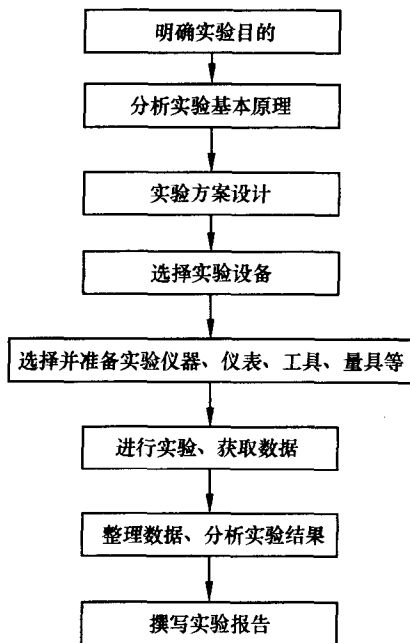 明确实验目的
分析实验基本原理
实验方案设计
选择实验设备
选择并准备实验仪器、仪表、工具、量具等
进行实验、获取数据
整理数据、分析实验结果
撰写实验报告